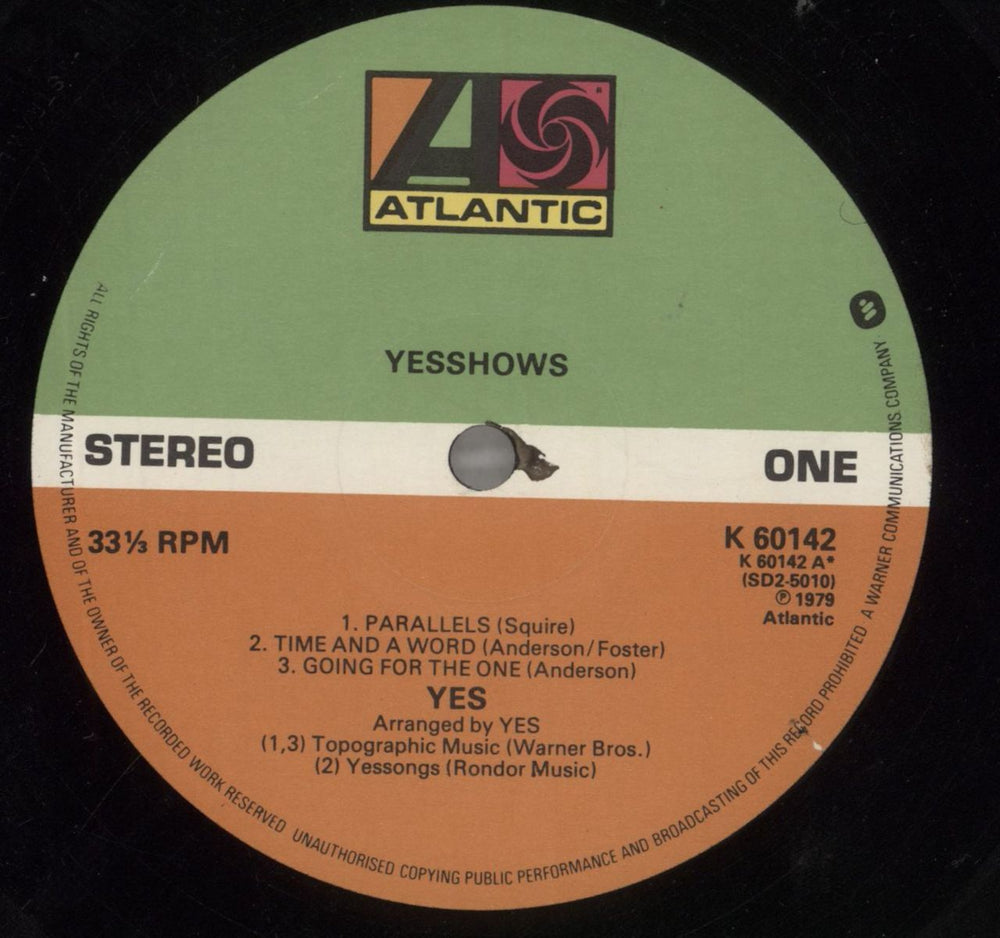 ATLANTIC
YESSHOWS
STEREO
ONE
33⅓ RPM
K 60142
K 60142 A*
(SD2-5010)
℗ 1979
Atlantic
1. PARALLELS (Squire)
2. TIME AND A WORD (Anderson/Foster)
3. GOING FOR THE ONE (Anderson)
YES
Arranged by YES
(1,3) Topographic Music (Warner Bros.)
(2) Yessongs (Rondor Music)
ALL RIGHTS OF THE MANUFACTURER AND OF THE OWNER OF THE RECORDED WORK RESERVED UNAUTHORISED COPYING PUBLIC PERFORMANCE AND BROADCASTING OF THIS RECORD PROHIBITED A WARNER COMMUNICATIONS COMPANY